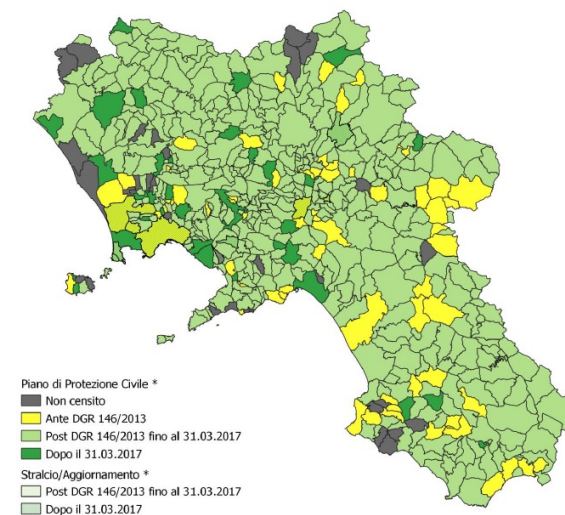 Piano di Protezione Civile *
Non censito
Ante DGR 146/2013
Post DGR 146/2013 fino al 31.03.2017
Dopo il 31.03.2017
Stralcio/Aggiornamento *
Post DGR 146/2013 fino al 31.03.2017
Dopo il 31.03.2017